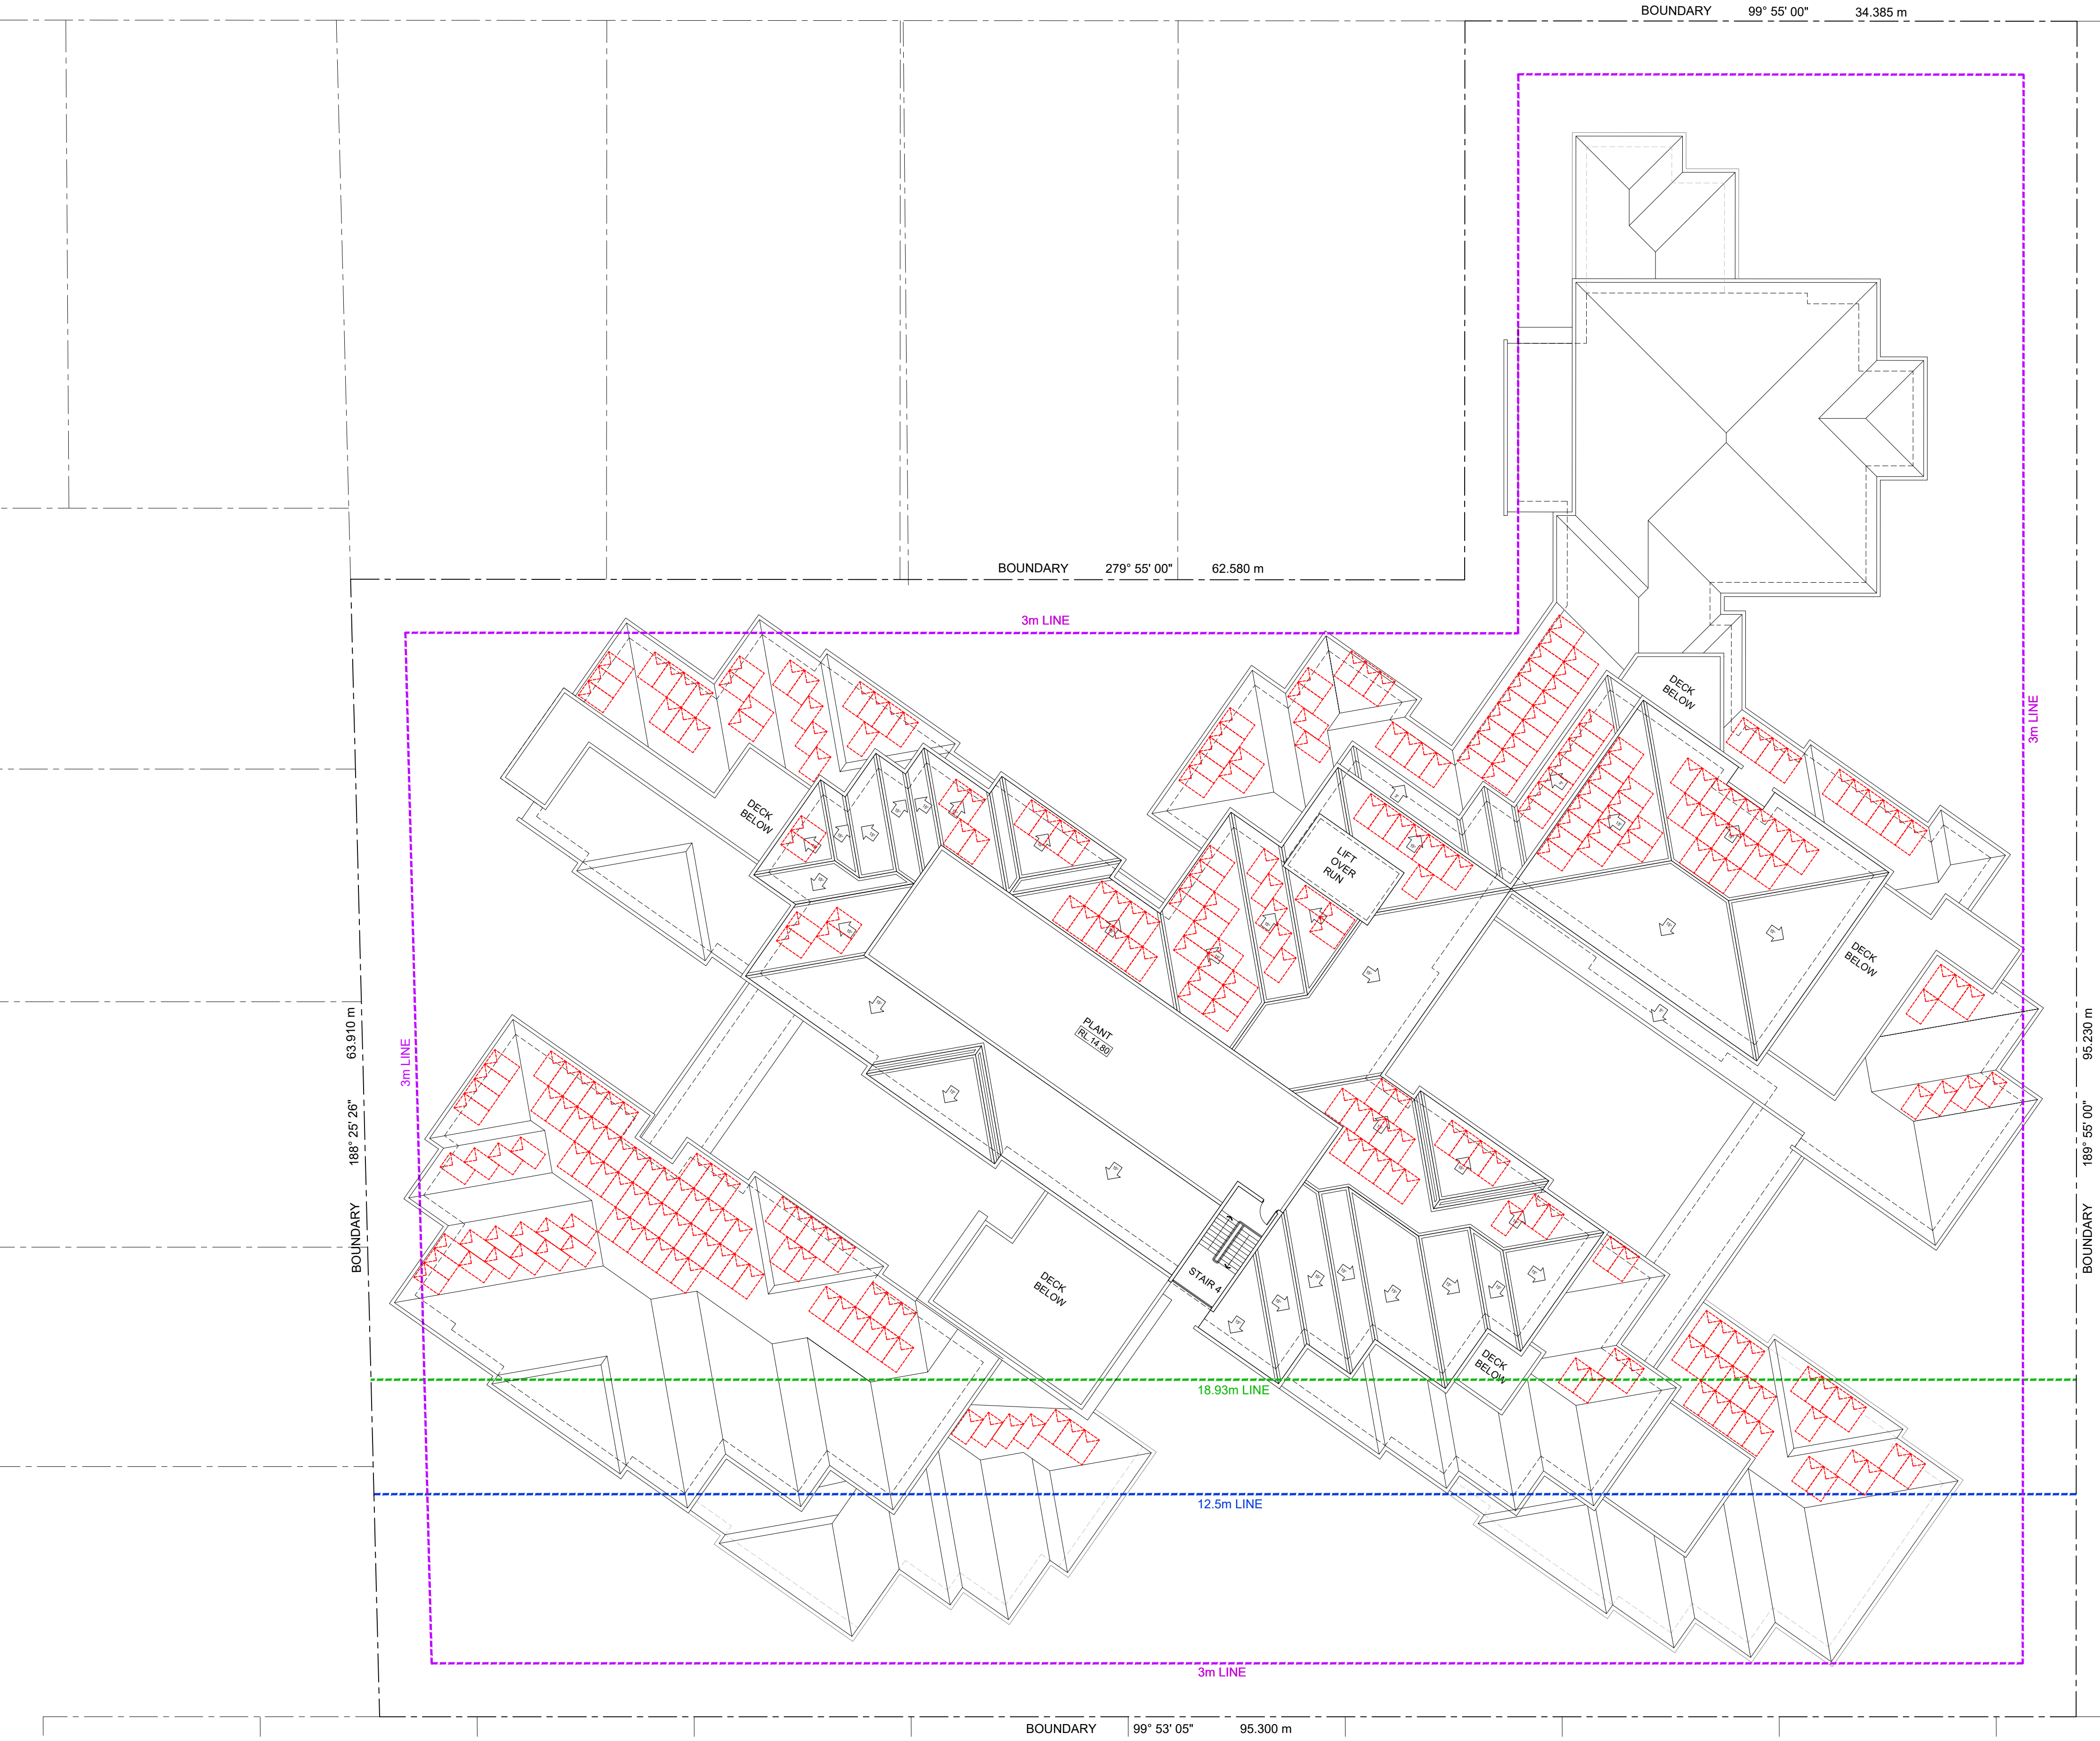 BOUNDARY 99° 55' 00" 34.385 m
BOUNDARY 279° 55' 00" 62.580 m
3m LINE
DECK
BELOW
3m LINE
DECK
BELOW
LIFT
OVER
RUN
DECK
BELOW
PLANT
RL 14.80
3m LINE
BOUNDARY 188° 25' 26" 63.910 m
BOUNDARY 189° 55' 00" 95.230 m
STAIR 4
DECK
BELOW
DECK
BELOW
18.93m LINE
12.5m LINE
3m LINE
BOUNDARY 99° 53' 05" 95.300 m